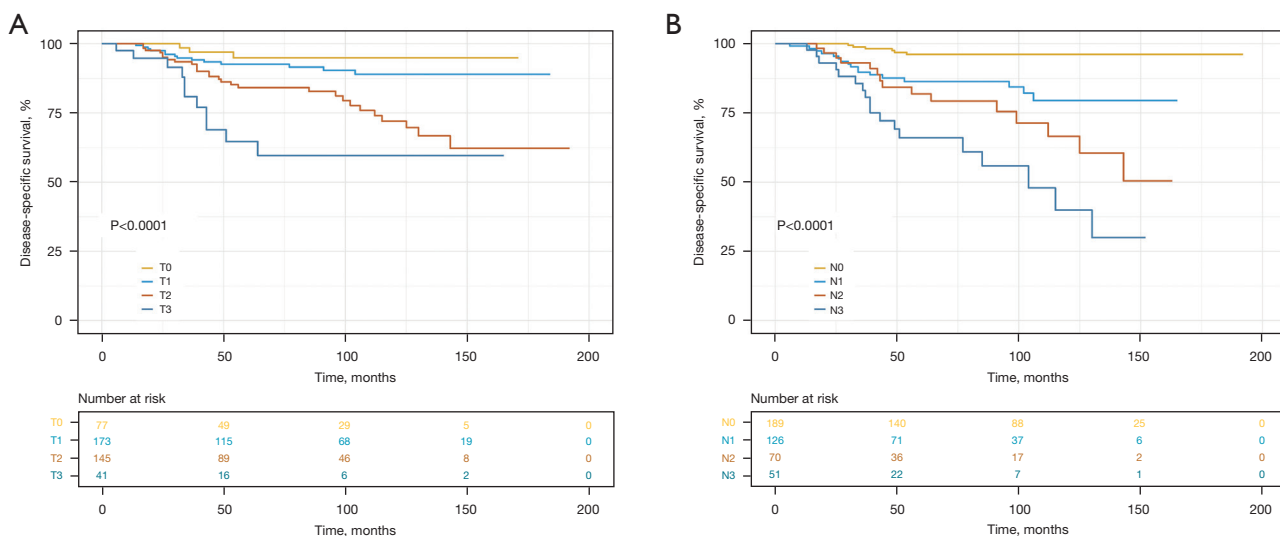 A
Disease-specific survival, %
100
75
50
25
0
P<0.0001
T0
T1
T2
T3
0 50 100 150 200
Time, months
Number at risk
T0 77 49 29 5 0
T1 173 115 68 19 0
T2 145 89 46 8 0
T3 41 16 6 2 0
0 50 100 150 200
Time, months
B
Disease-specific survival, %
100
75
50
25
0
P<0.0001
N0
N1
N2
N3
0 50 100 150 200
Time, months
Number at risk
N0 189 140 88 25 0
N1 126 71 37 6 0
N2 70 36 17 2 0
N3 51 22 7 1 0
0 50 100 150 200
Time, months